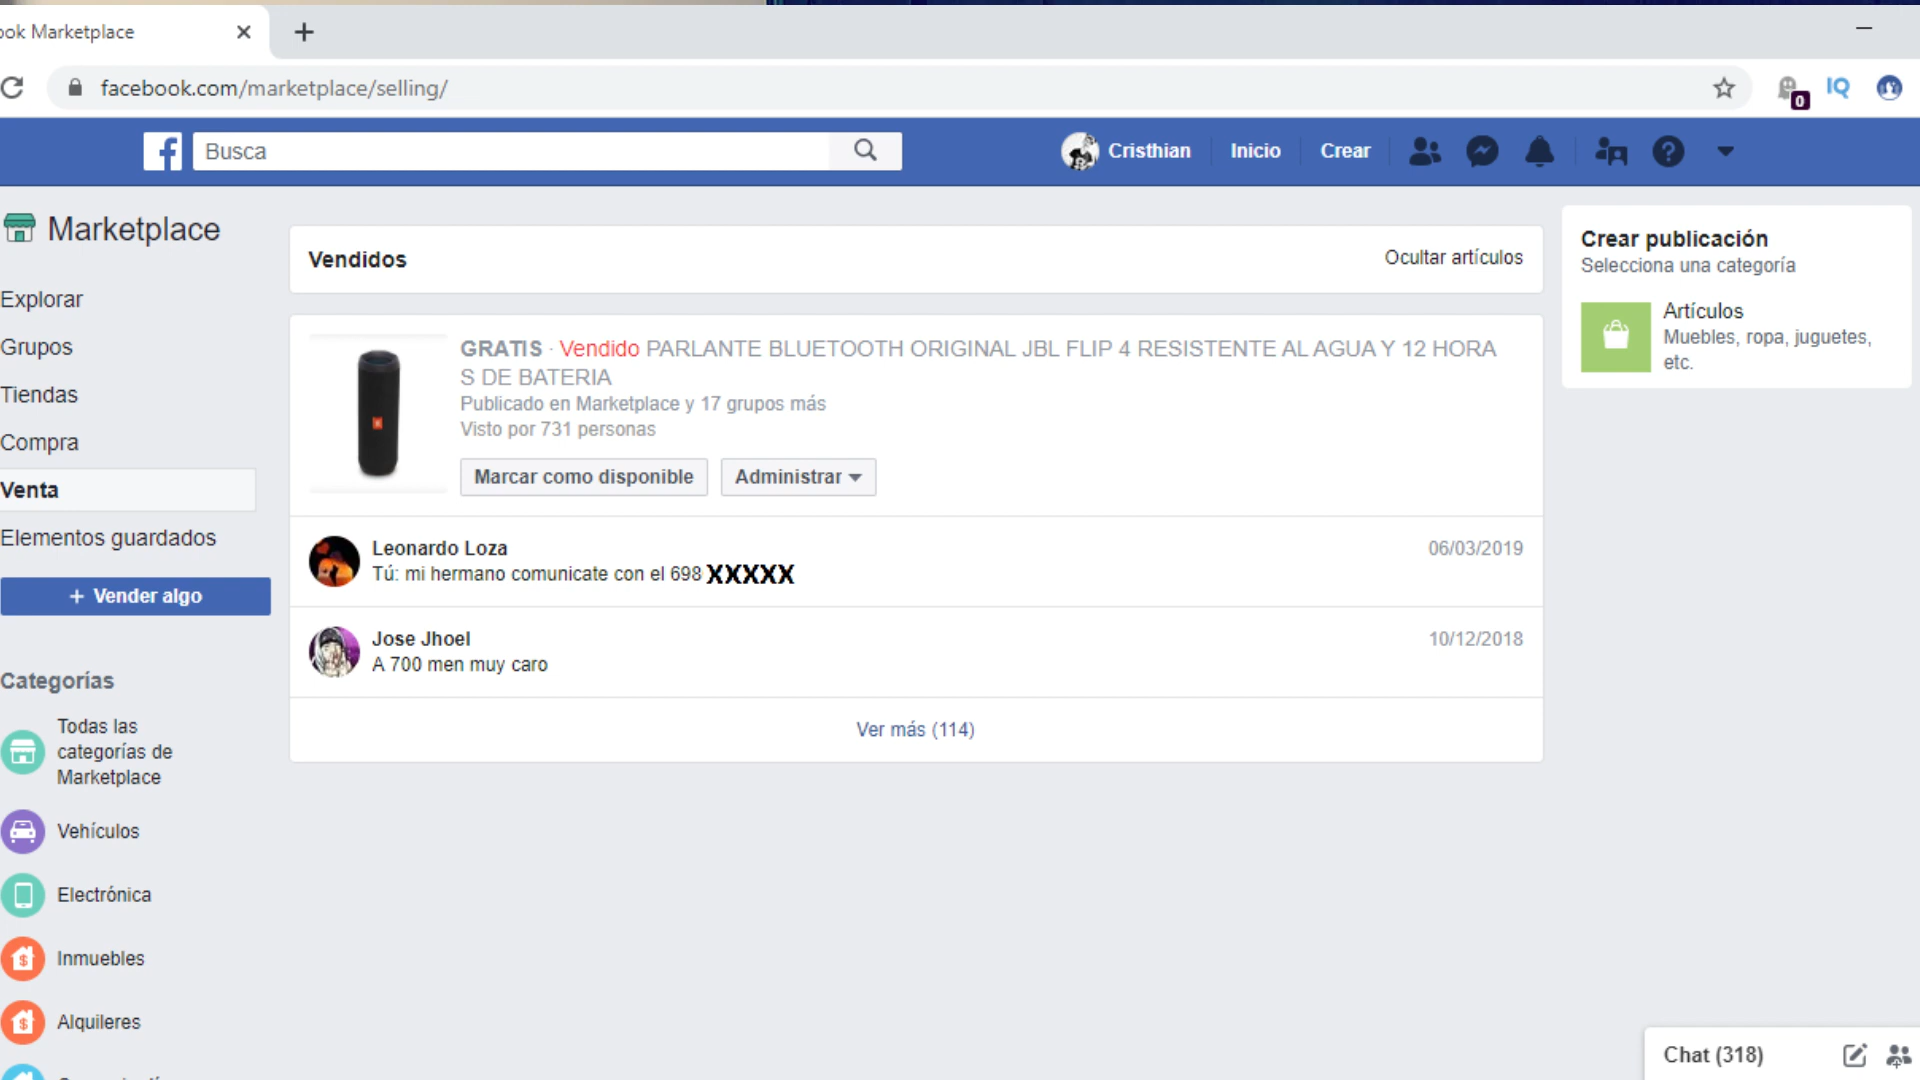 ook Marketplace
facebook.com/marketplace/selling/
0
IQ
Busca
Cristhian
Inicio
Crear
Marketplace
Explorar
Grupos
Tiendas
Compra
Venta
Elementos guardados
+ Vender algo
Categorías
Todas las
categorías de
Marketplace
Vehículos
Electrónica
Inmuebles
Alquileres
Vendidos
Ocultar artículos
GRATIS · Vendido PARLANTE BLUETOOTH ORIGINAL JBL FLIP 4 RESISTENTE AL AGUA Y 12 HORA
S DE BATERIA
Publicado en Marketplace y 17 grupos más
Visto por 731 personas
Marcar como disponible
Administrar
Leonardo Loza
06/03/2019
Tú: mi hermano comunicate con el 698 XXXXX
Jose Jhoel
10/12/2018
A 700 men muy caro
Ver más (114)
Crear publicación
Selecciona una categoría
Artículos
Muebles, ropa, juguetes,
etc.
Chat (318)